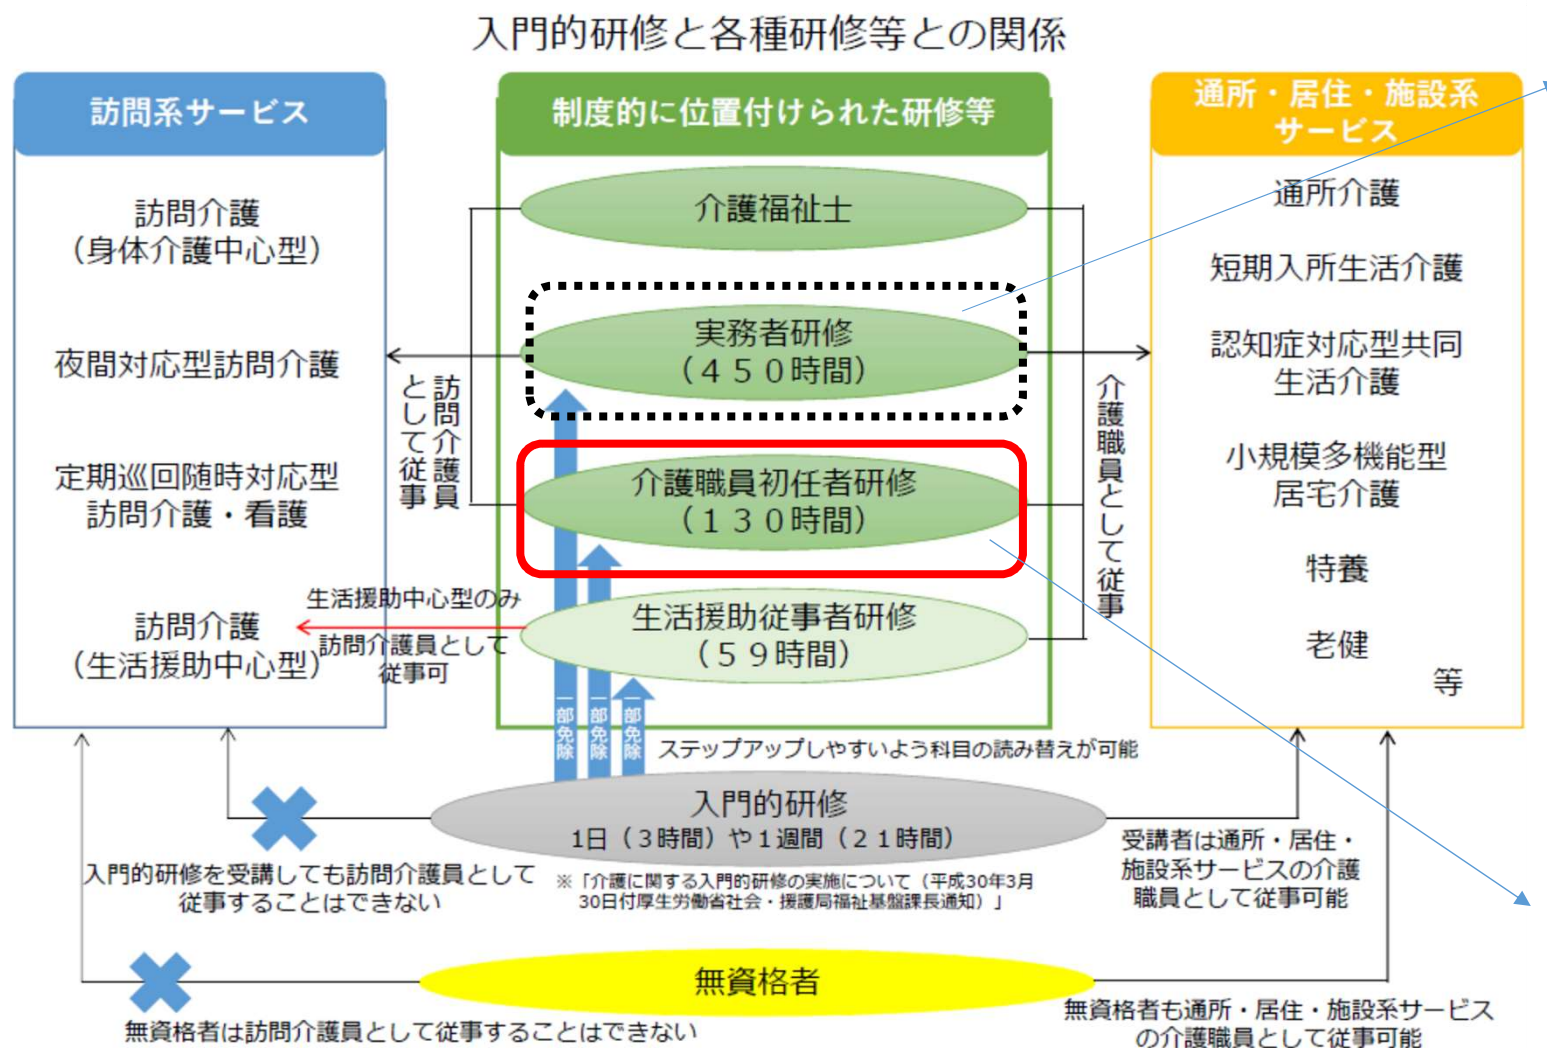 入門的研修と各種研修等との関係
訪問系サービス
訪問介護
（身体介護中心型）
夜間対応型訪問介護
定期巡回随時対応型
訪問介護・看護
訪問介護
（生活援助中心型）
制度的に位置付けられた研修等
介護福祉士
実務者研修
（４５０時間）
介護職員初任者研修
（１３０時間）
生活援助従事者研修
（５９時間）
訪問介護員
として従事
介護職員として従事
生活援助中心型のみ
訪問介護員として
従事可
一部免除
一部免除
一部免除
ステップアップしやすいよう科目の読み替えが可能
通所・居住・施設系
サービス
通所介護
短期入所生活介護
認知症対応型共同
生活介護
小規模多機能型
居宅介護
特養
老健
等
入門的研修
1日（３時間）や１週間（２１時間）
入門的研修を受講しても訪問介護員として
従事することはできない
※「介護に関する入門的研修の実施について（平成30年3月
30日付厚生労働省社会・援護局福祉基盤課長通知）」
受講者は通所・居住・
施設系サービスの介護
職員として従事可能
無資格者
無資格者は訪問介護員として従事することはできない
無資格者も通所・居住・施設系サービス
の介護職員として従事可能